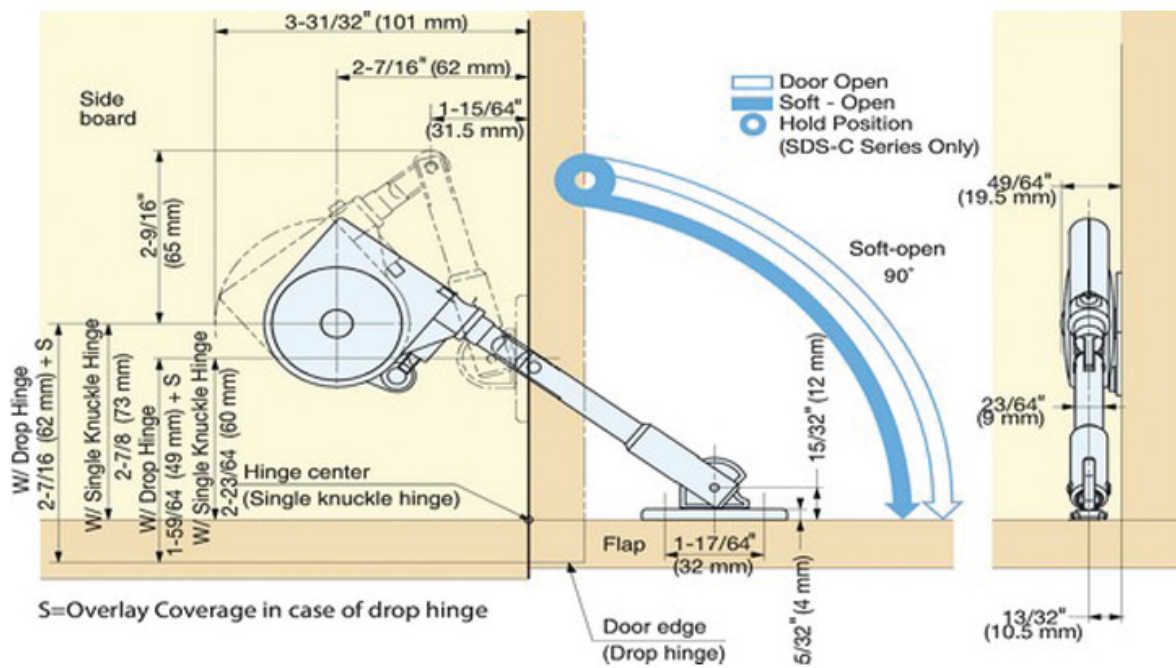 3-31/32" (101 mm)
2-7/16" (62 mm)
1-15/64"
(31.5 mm)
Side
board
2-9/16"
(65 mm)
Door Open
Soft - Open
Hold Position
(SDS-C Series Only)
49/64"
(19.5 mm)
Soft-open
90°
W/ Drop Hinge
2-7/16" (62 mm) + S
W/ Single Knuckle Hinge
2-7/8 (73 mm)
W/ Drop Hinge
1-59/64 (49 mm) + S
W/ Single Knuckle Hinge
2-23/64 (60 mm)
15/32" (12 mm)
23/64"
(9 mm)
Hinge center
(Single knuckle hinge)
Flap
1-17/64"
(32 mm)
5/32" (4 mm)
13/32"
(10.5 mm)
S=Overlay Coverage in case of drop hinge
Door edge
(Drop hinge)